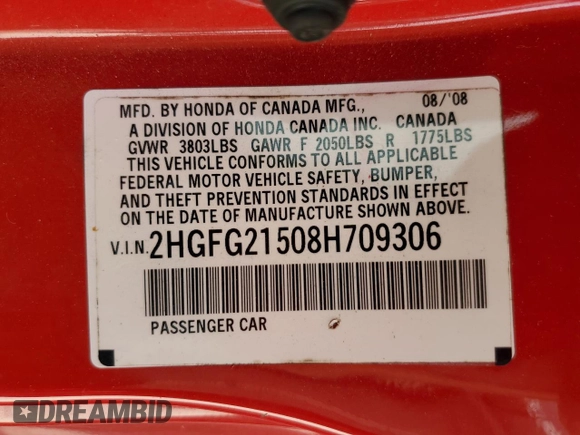 MFD. BY HONDA OF CANADA MFG., 08/'08
A DIVISION OF HONDA CANADA INC. CANADA
GVWR 3803LBS GAWR F 2050LBS R 1775LBS
THIS VEHICLE CONFORMS TO ALL APPLICABLE
FEDERAL MOTOR VEHICLE SAFETY, BUMPER,
AND THEFT PREVENTION STANDARDS IN EFFECT
ON THE DATE OF MANUFACTURE SHOWN ABOVE.
V.I.N. 2HGFG21508H709306
PASSENGER CAR
DREAMBID